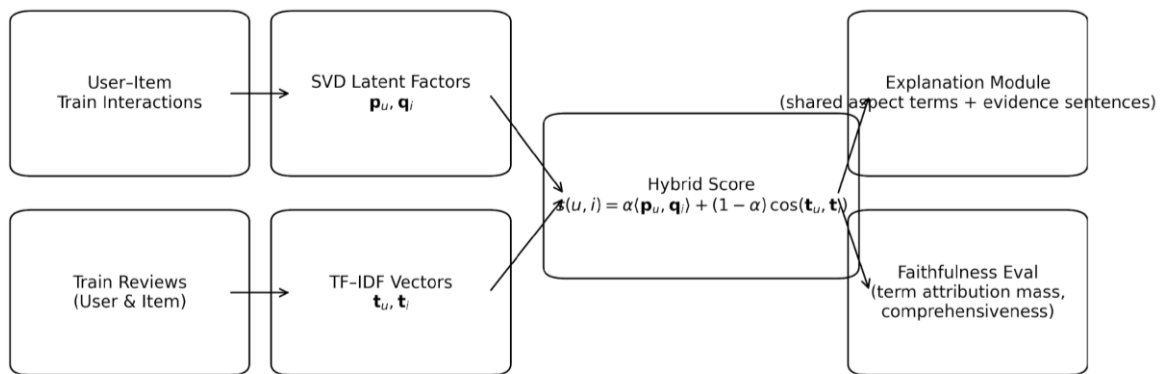 User–Item
Train Interactions
SVD Latent Factors
𝐩ᵤ, 𝐪ᵢ
Explanation Module
(shared aspect terms + evidence sentences)
Hybrid Score
s(u, i) = α⟨𝐩ᵤ, 𝐪ᵢ⟩ + (1 − α) cos(𝐭ᵤ, 𝐭ᵢ)
Train Reviews
(User & Item)
TF–IDF Vectors
𝐭ᵤ, 𝐭ᵢ
Faithfulness Eval
(term attribution mass,
comprehensiveness)